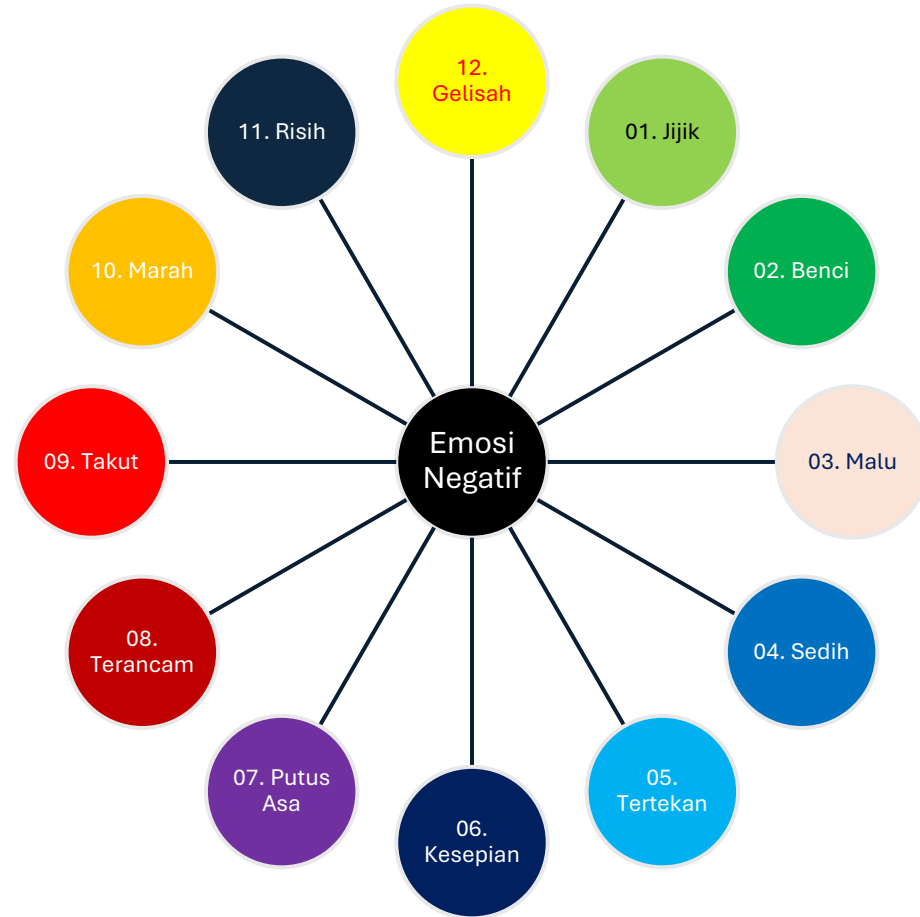 Emosi
Negatif
01. Jijik
02. Benci
03. Malu
04. Sedih
05.
Tertekan
06.
Kesepian
07. Putus
Asa
08.
Terancam
09. Takut
10. Marah
11. Risih
12.
Gelisah